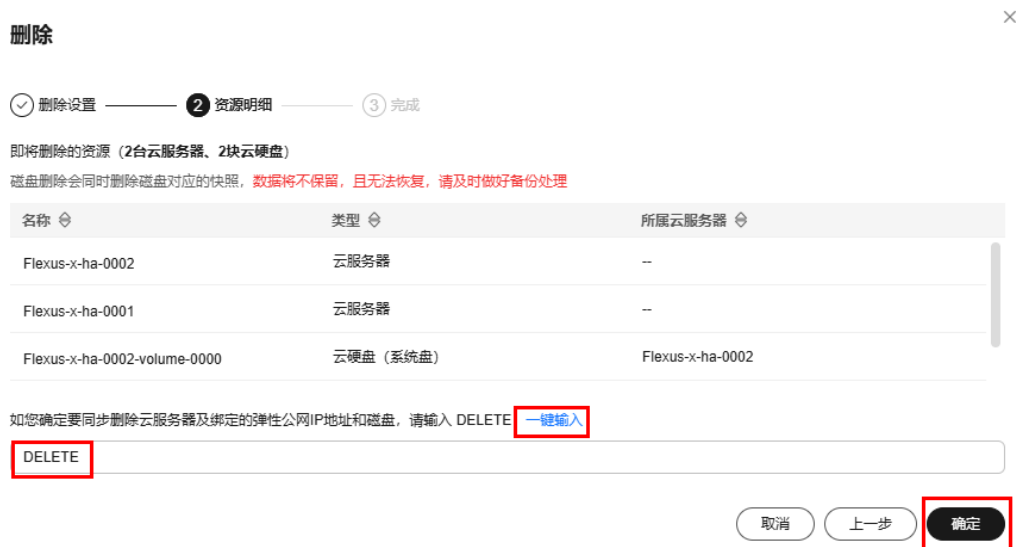 删除
删除设置 2 资源明细 3 完成
即将删除的资源（2台云服务器、2块云硬盘）
磁盘删除会同时删除磁盘对应的快照，数据将不保留，且无法恢复，请及时做好备份处理
名称 类型 所属云服务器
Flexus-x-ha-0002 云服务器 --
Flexus-x-ha-0001 云服务器 --
Flexus-x-ha-0002-volume-0000 云硬盘（系统盘） Flexus-x-ha-0002
如您确定要同步删除云服务器及绑定的弹性公网IP地址和磁盘，请输入 DELETE 一键输入
DELETE
取消 上一步 确定